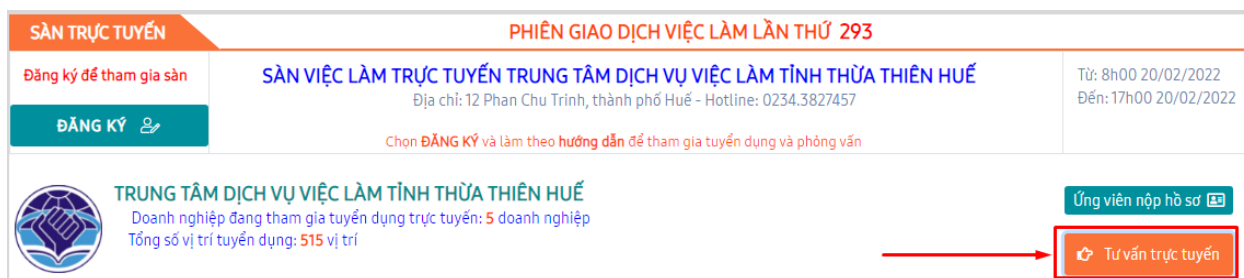 SÀN TRỰC TUYẾN
PHIÊN GIAO DỊCH VIỆC LÀM LẦN THỨ 293
Đăng ký để tham gia sàn
ĐĂNG KÝ
SÀN VIỆC LÀM TRỰC TUYẾN TRUNG TÂM DỊCH VỤ VIỆC LÀM TỈNH THỪA THIÊN HUẾ
Địa chỉ: 12 Phan Chu Trinh, thành phố Huế - Hotline: 0234.3827457
Chọn ĐĂNG KÝ và làm theo hướng dẫn để tham gia tuyển dụng và phỏng vấn
Từ: 8h00 20/02/2022
Đến: 17h00 20/02/2022
TRUNG TÂM DỊCH VỤ VIỆC LÀM TỈNH THỪA THIÊN HUẾ
Doanh nghiệp đang tham gia tuyển dụng trực tuyến: 5 doanh nghiệp
Tổng số vị trí tuyển dụng: 515 vị trí
Ứng viên nộp hồ sơ
Tư vấn trực tuyến